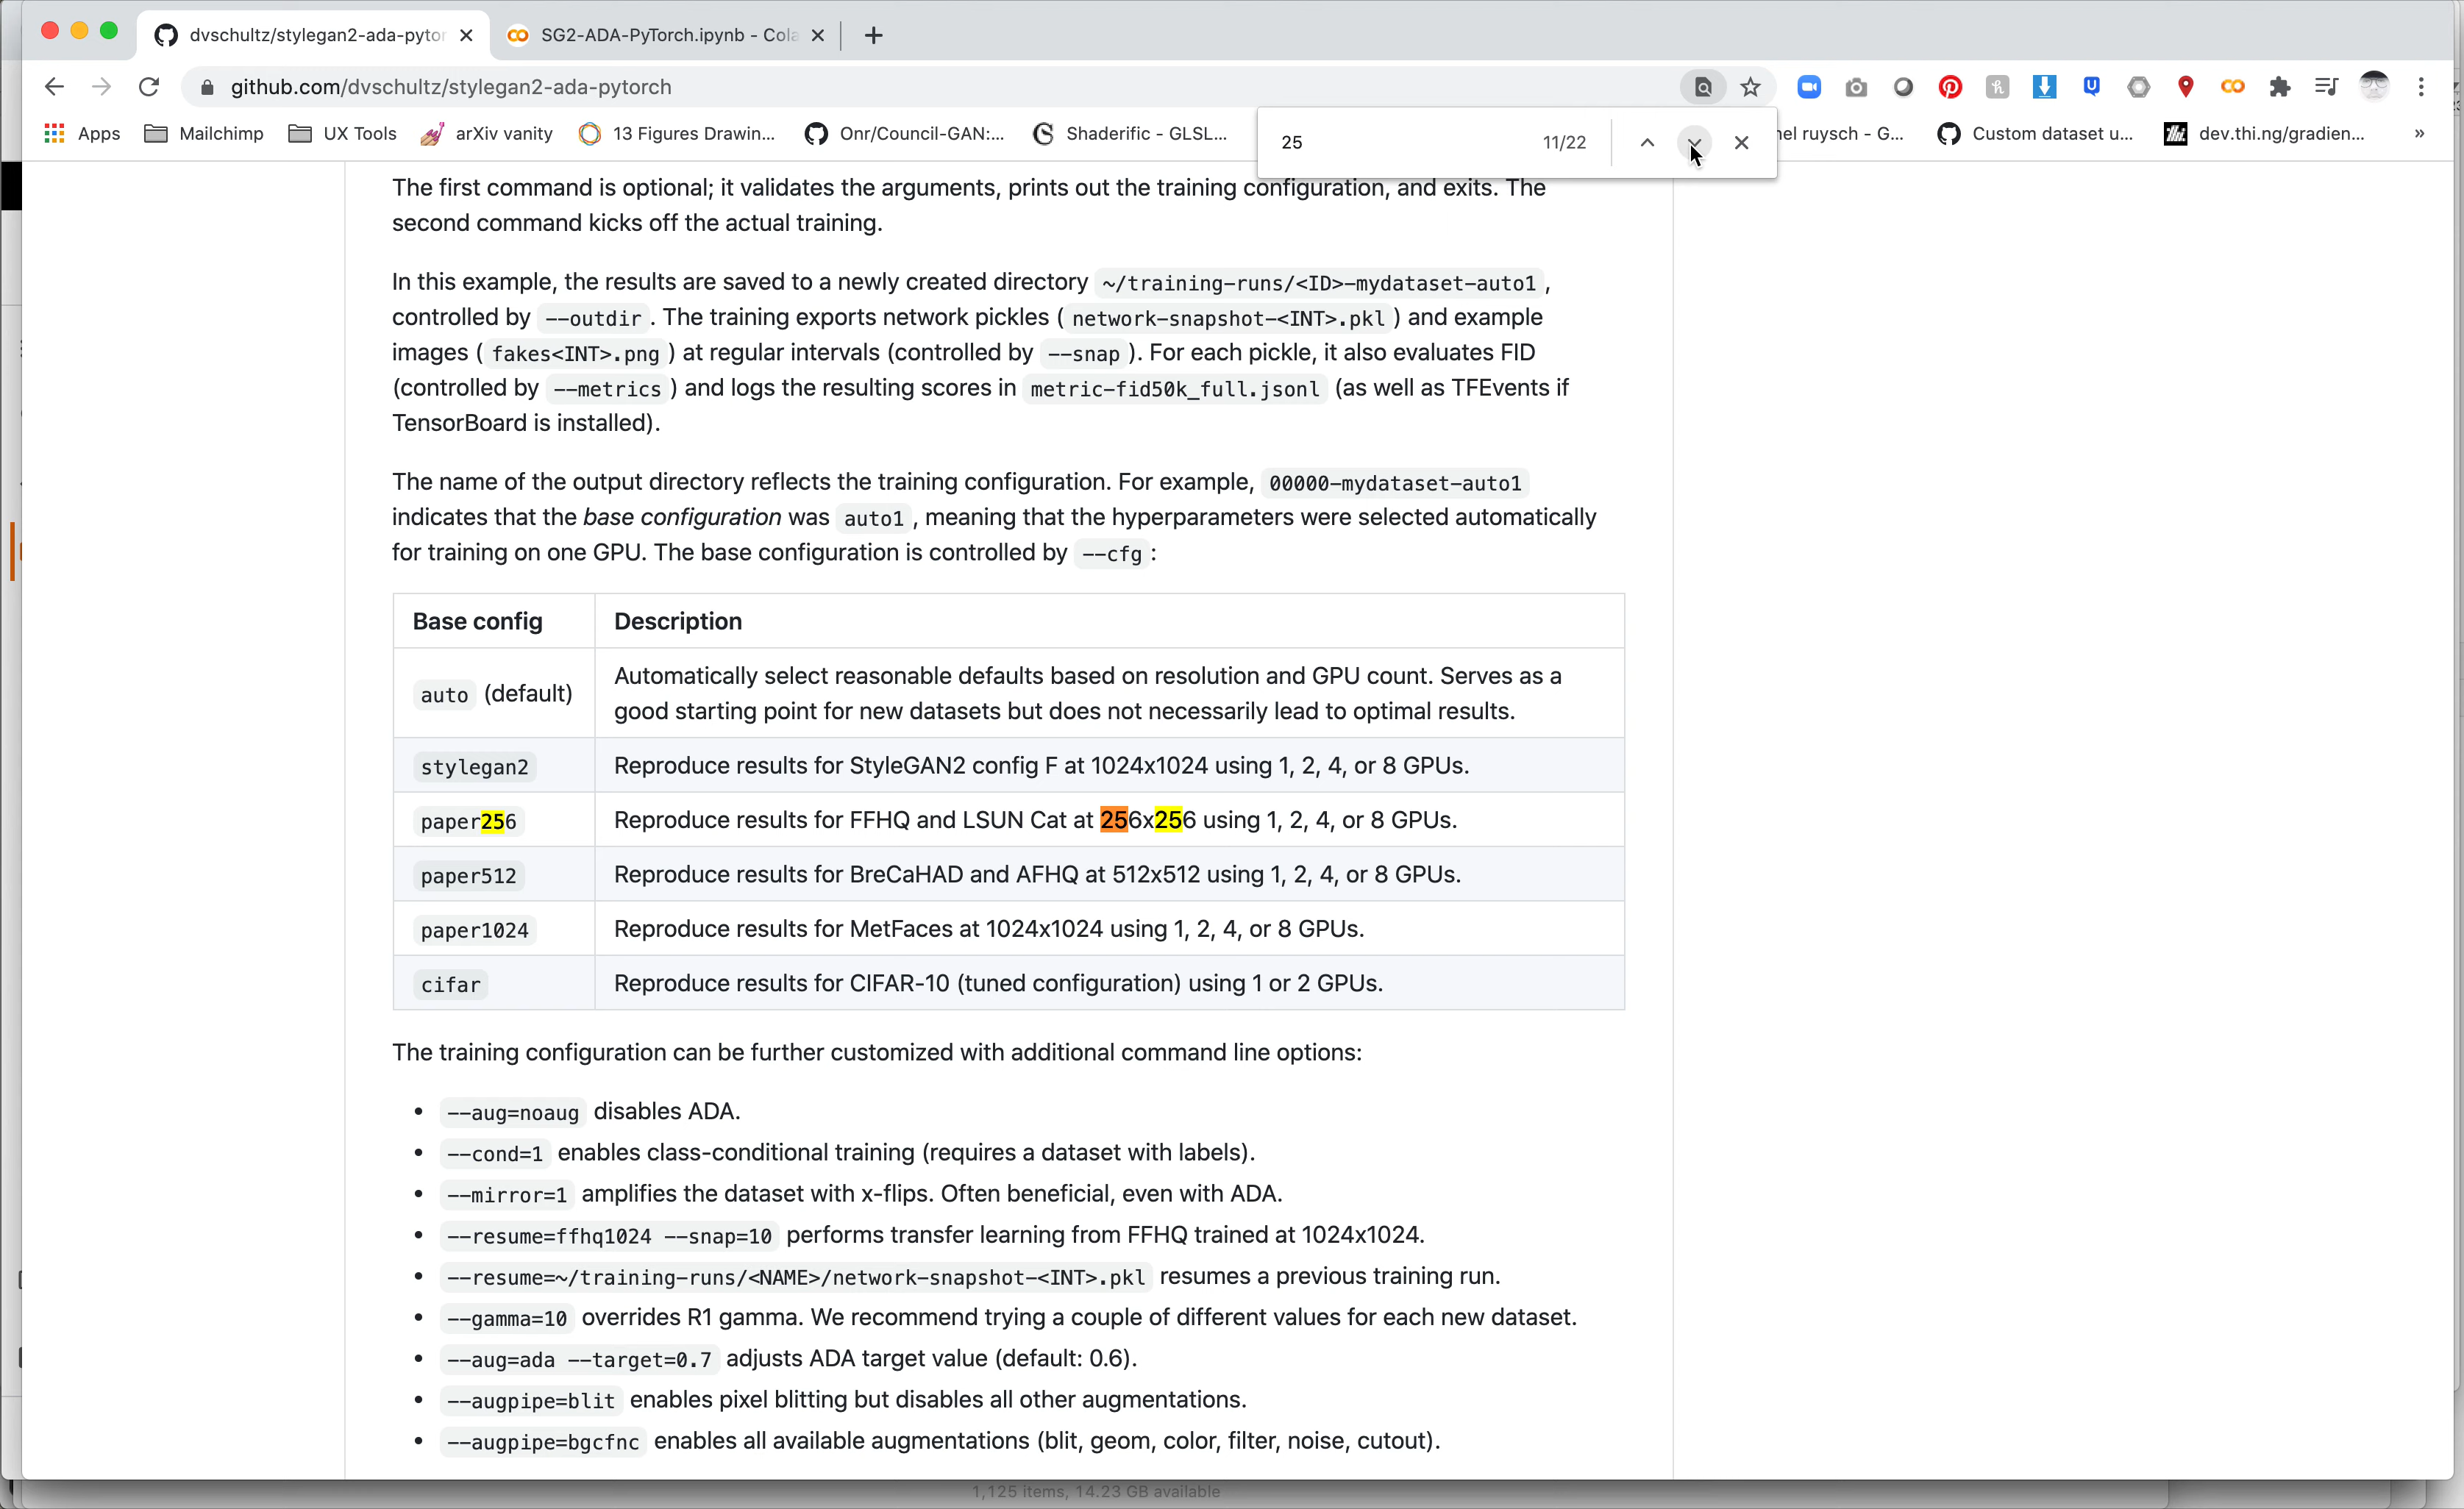 dvschultz/stylegan2-ada-pytor
SG2-ADA-PyTorch.ipynb - Cola
github.com/dvschultz/stylegan2-ada-pytorch
Apps
Mailchimp
UX Tools
arXiv vanity
13 Figures Drawin...
Onr/Council-GAN:...
Shaderific - GLSL...
25
11/22
nel ruysch - G...
Custom dataset u...
dev.thi.ng/gradien...
»
The first command is optional; it validates the arguments, prints out the training configuration, and exits. The
second command kicks off the actual training.
In this example, the results are saved to a newly created directory ~/training-runs/<ID>-mydataset-auto1 ,
controlled by --outdir . The training exports network pickles ( network-snapshot-<INT>.pkl ) and example
images ( fakes<INT>.png ) at regular intervals (controlled by --snap ). For each pickle, it also evaluates FID
(controlled by --metrics ) and logs the resulting scores in metric-fid50k_full.jsonl (as well as TFEvents if
TensorBoard is installed).
The name of the output directory reflects the training configuration. For example, 00000-mydataset-auto1
indicates that the base configuration was auto1 , meaning that the hyperparameters were selected automatically
for training on one GPU. The base configuration is controlled by --cfg :
Base config Description
auto (default) Automatically select reasonable defaults based on resolution and GPU count. Serves as a
good starting point for new datasets but does not necessarily lead to optimal results.
stylegan2 Reproduce results for StyleGAN2 config F at 1024x1024 using 1, 2, 4, or 8 GPUs.
paper256 Reproduce results for FFHQ and LSUN Cat at 256x256 using 1, 2, 4, or 8 GPUs.
paper512 Reproduce results for BreCaHAD and AFHQ at 512x512 using 1, 2, 4, or 8 GPUs.
paper1024 Reproduce results for MetFaces at 1024x1024 using 1, 2, 4, or 8 GPUs.
cifar Reproduce results for CIFAR-10 (tuned configuration) using 1 or 2 GPUs.
The training configuration can be further customized with additional command line options:
• --aug=noaug disables ADA.
• --cond=1 enables class-conditional training (requires a dataset with labels).
• --mirror=1 amplifies the dataset with x-flips. Often beneficial, even with ADA.
• --resume=ffhq1024 --snap=10 performs transfer learning from FFHQ trained at 1024x1024.
• --resume=~/training-runs/<NAME>/network-snapshot-<INT>.pkl resumes a previous training run.
• --gamma=10 overrides R1 gamma. We recommend trying a couple of different values for each new dataset.
• --aug=ada --target=0.7 adjusts ADA target value (default: 0.6).
• --augpipe=blit enables pixel blitting but disables all other augmentations.
• --augpipe=bgcfnc enables all available augmentations (blit, geom, color, filter, noise, cutout).
1,125 items, 14.23 GB available